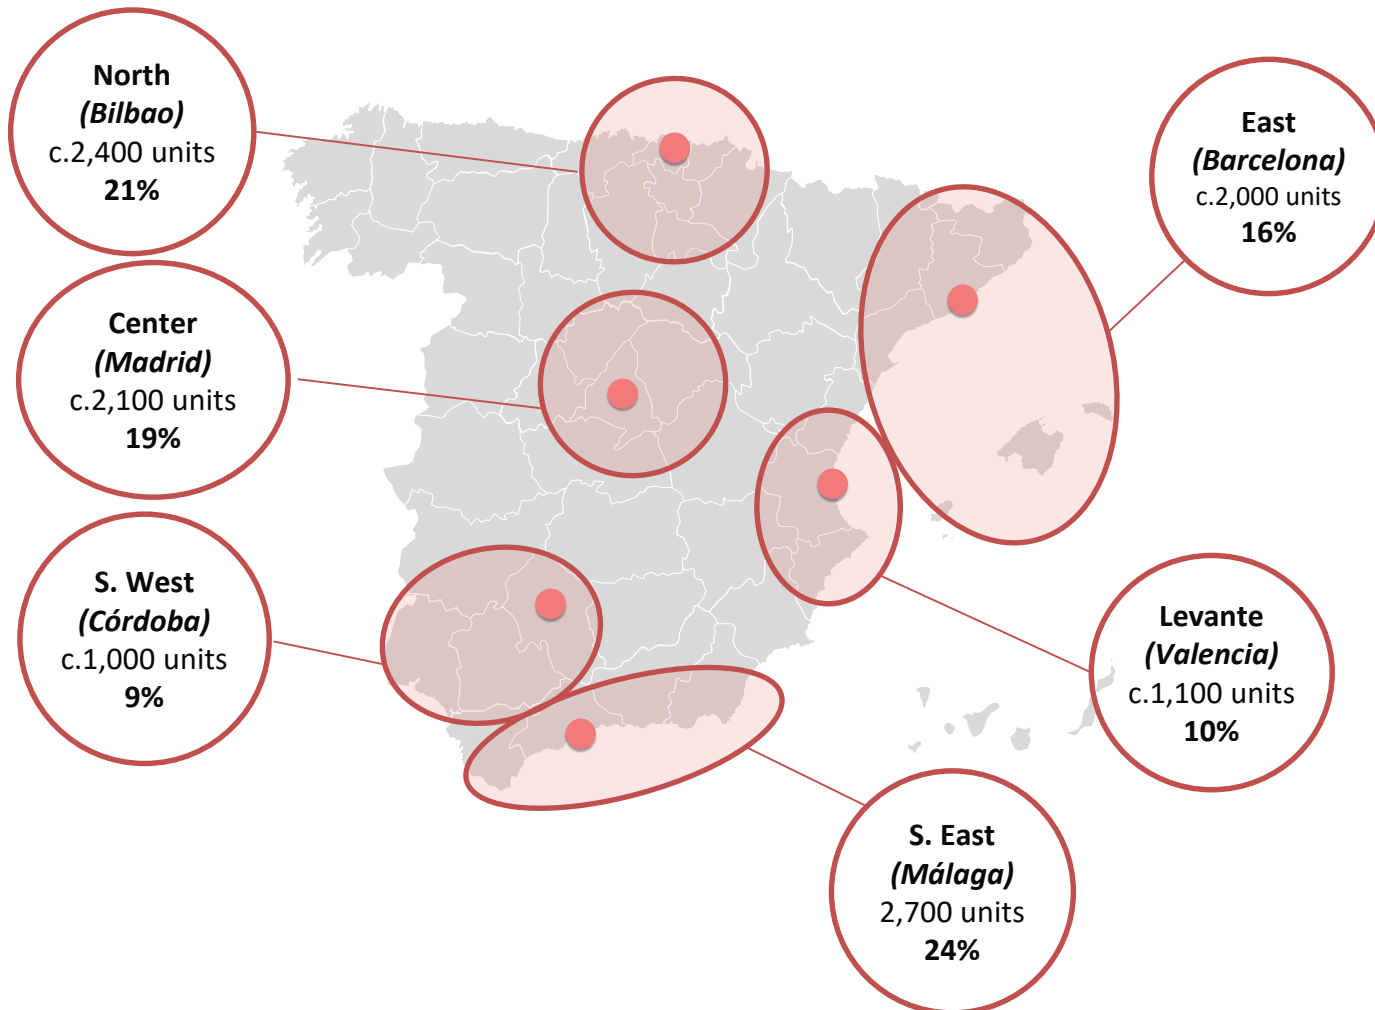 North
(Bilbao)
c.2,400 units
21%
East
(Barcelona)
c.2,000 units
16%
Center
(Madrid)
c.2,100 units
19%
S. West
(Córdoba)
c.1,000 units
9%
Levante
(Valencia)
c.1,100 units
10%
S. East
(Málaga)
2,700 units
24%